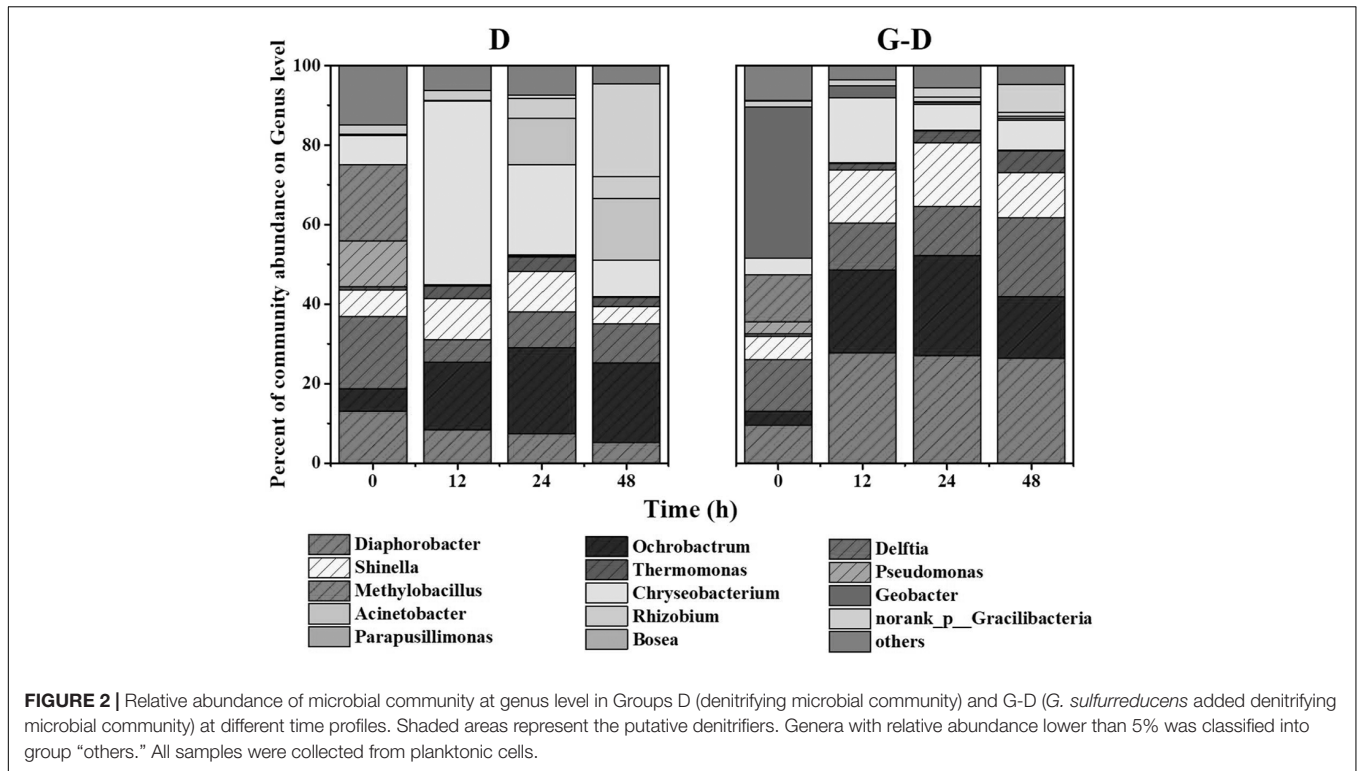 D
G-D
Percent of community abundance on Genus level
100
80
60
40
20
0
0
12
24
48
0
12
24
48
Time (h)
Diaphorobacter
Ochrobactrum
Delftia
Shinella
Thermomonas
Pseudomonas
Methylobacillus
Chryseobacterium
Geobacter
Acinetobacter
Rhizobium
norank_p__Gracilibacteria
Parapusillimonas
Bosea
others
FIGURE 2 | Relative abundance of microbial community at genus level in Groups D (denitrifying microbial community) and G-D (G. sulfurreducens added denitrifying
microbial community) at different time profiles. Shaded areas represent the putative denitrifiers. Genera with relative abundance lower than 5% was classified into
group “others.” All samples were collected from planktonic cells.